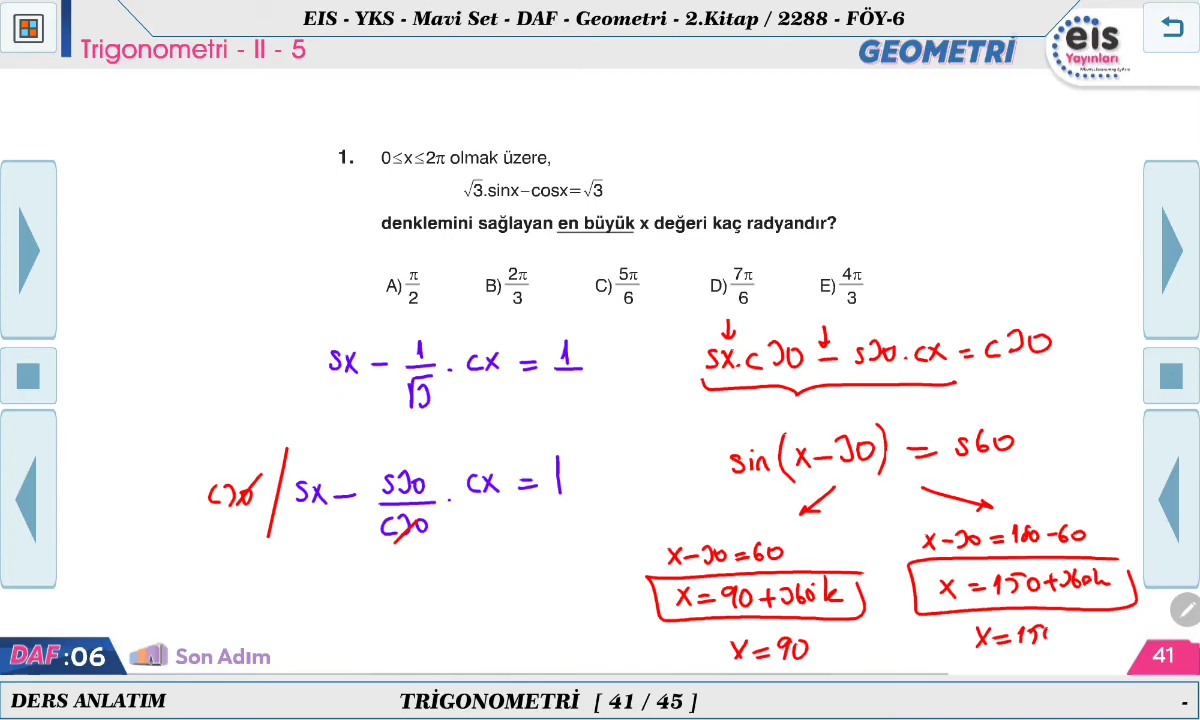 EIS - YKS - Mavi Set - DAF - Geometri - 2.Kitap / 2288 - FÖY-6
Trigonometri - II - 5
GEOMETRİ
eis
Yayınları
1. 0≤x≤2π olmak üzere,
√3.sinx–cosx=√3
denklemini sağlayan en büyük x değeri kaç radyandır?
A) π/2 B) 2π/3 C) 5π/6 D) 7π/6 E) 4π/3
sx – 1/√3 . cx = 1
c30 / sx – s30/c30 . cx = 1
sx.c30 – s30.cx = c30
sin(x–30) = s60
x–30=60
x=90+360k
x=90
x–30=180-60
x=150+360k
x=150
DAF:06
Son Adım
41
DERS ANLATIM
TRİGONOMETRİ [ 41 / 45 ]
-